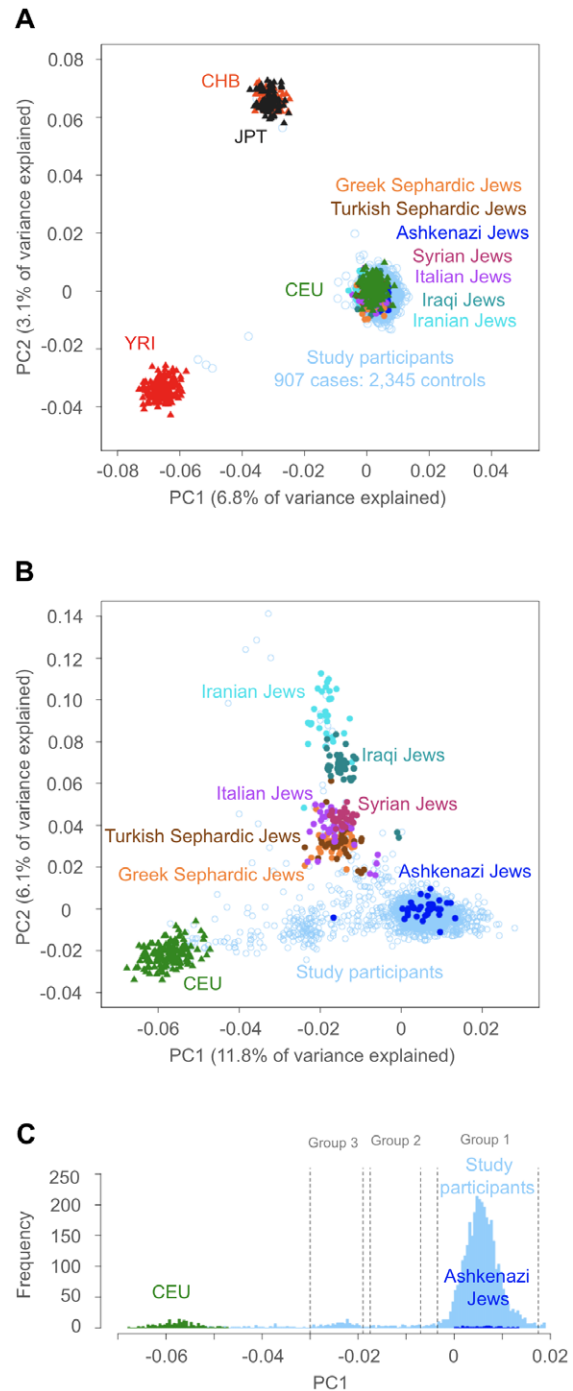 A
0.08
0.06
0.04
0.02
0
-0.02
-0.04
PC2 (3.1% of variance explained)
CHB
JPT
Greek Sephardic Jews
Turkish Sephardic Jews
Ashkenazi Jews
Syrian Jews
Italian Jews
CEU
Iraqi Jews
Iranian Jews
YRI
Study participants
907 cases: 2,345 controls
-0.08 -0.06 -0.04 -0.02 0 0.02 0.04
PC1 (6.8% of variance explained)
B
0.14
0.12
0.10
0.08
0.06
0.04
0.02
0
-0.02
-0.04
PC2 (6.1% of variance explained)
Iranian Jews
Iraqi Jews
Italian Jews
Syrian Jews
Turkish Sephardic Jews
Greek Sephardic Jews
Ashkenazi Jews
Study participants
CEU
-0.06 -0.04 -0.02 0 0.02
PC1 (11.8% of variance explained)
C
Group 3 Group 2 Group 1
250
200
150
100
50
0
Frequency
Study
participants
Ashkenazi
Jews
CEU
-0.06 -0.04 -0.02 0 0.02
PC1